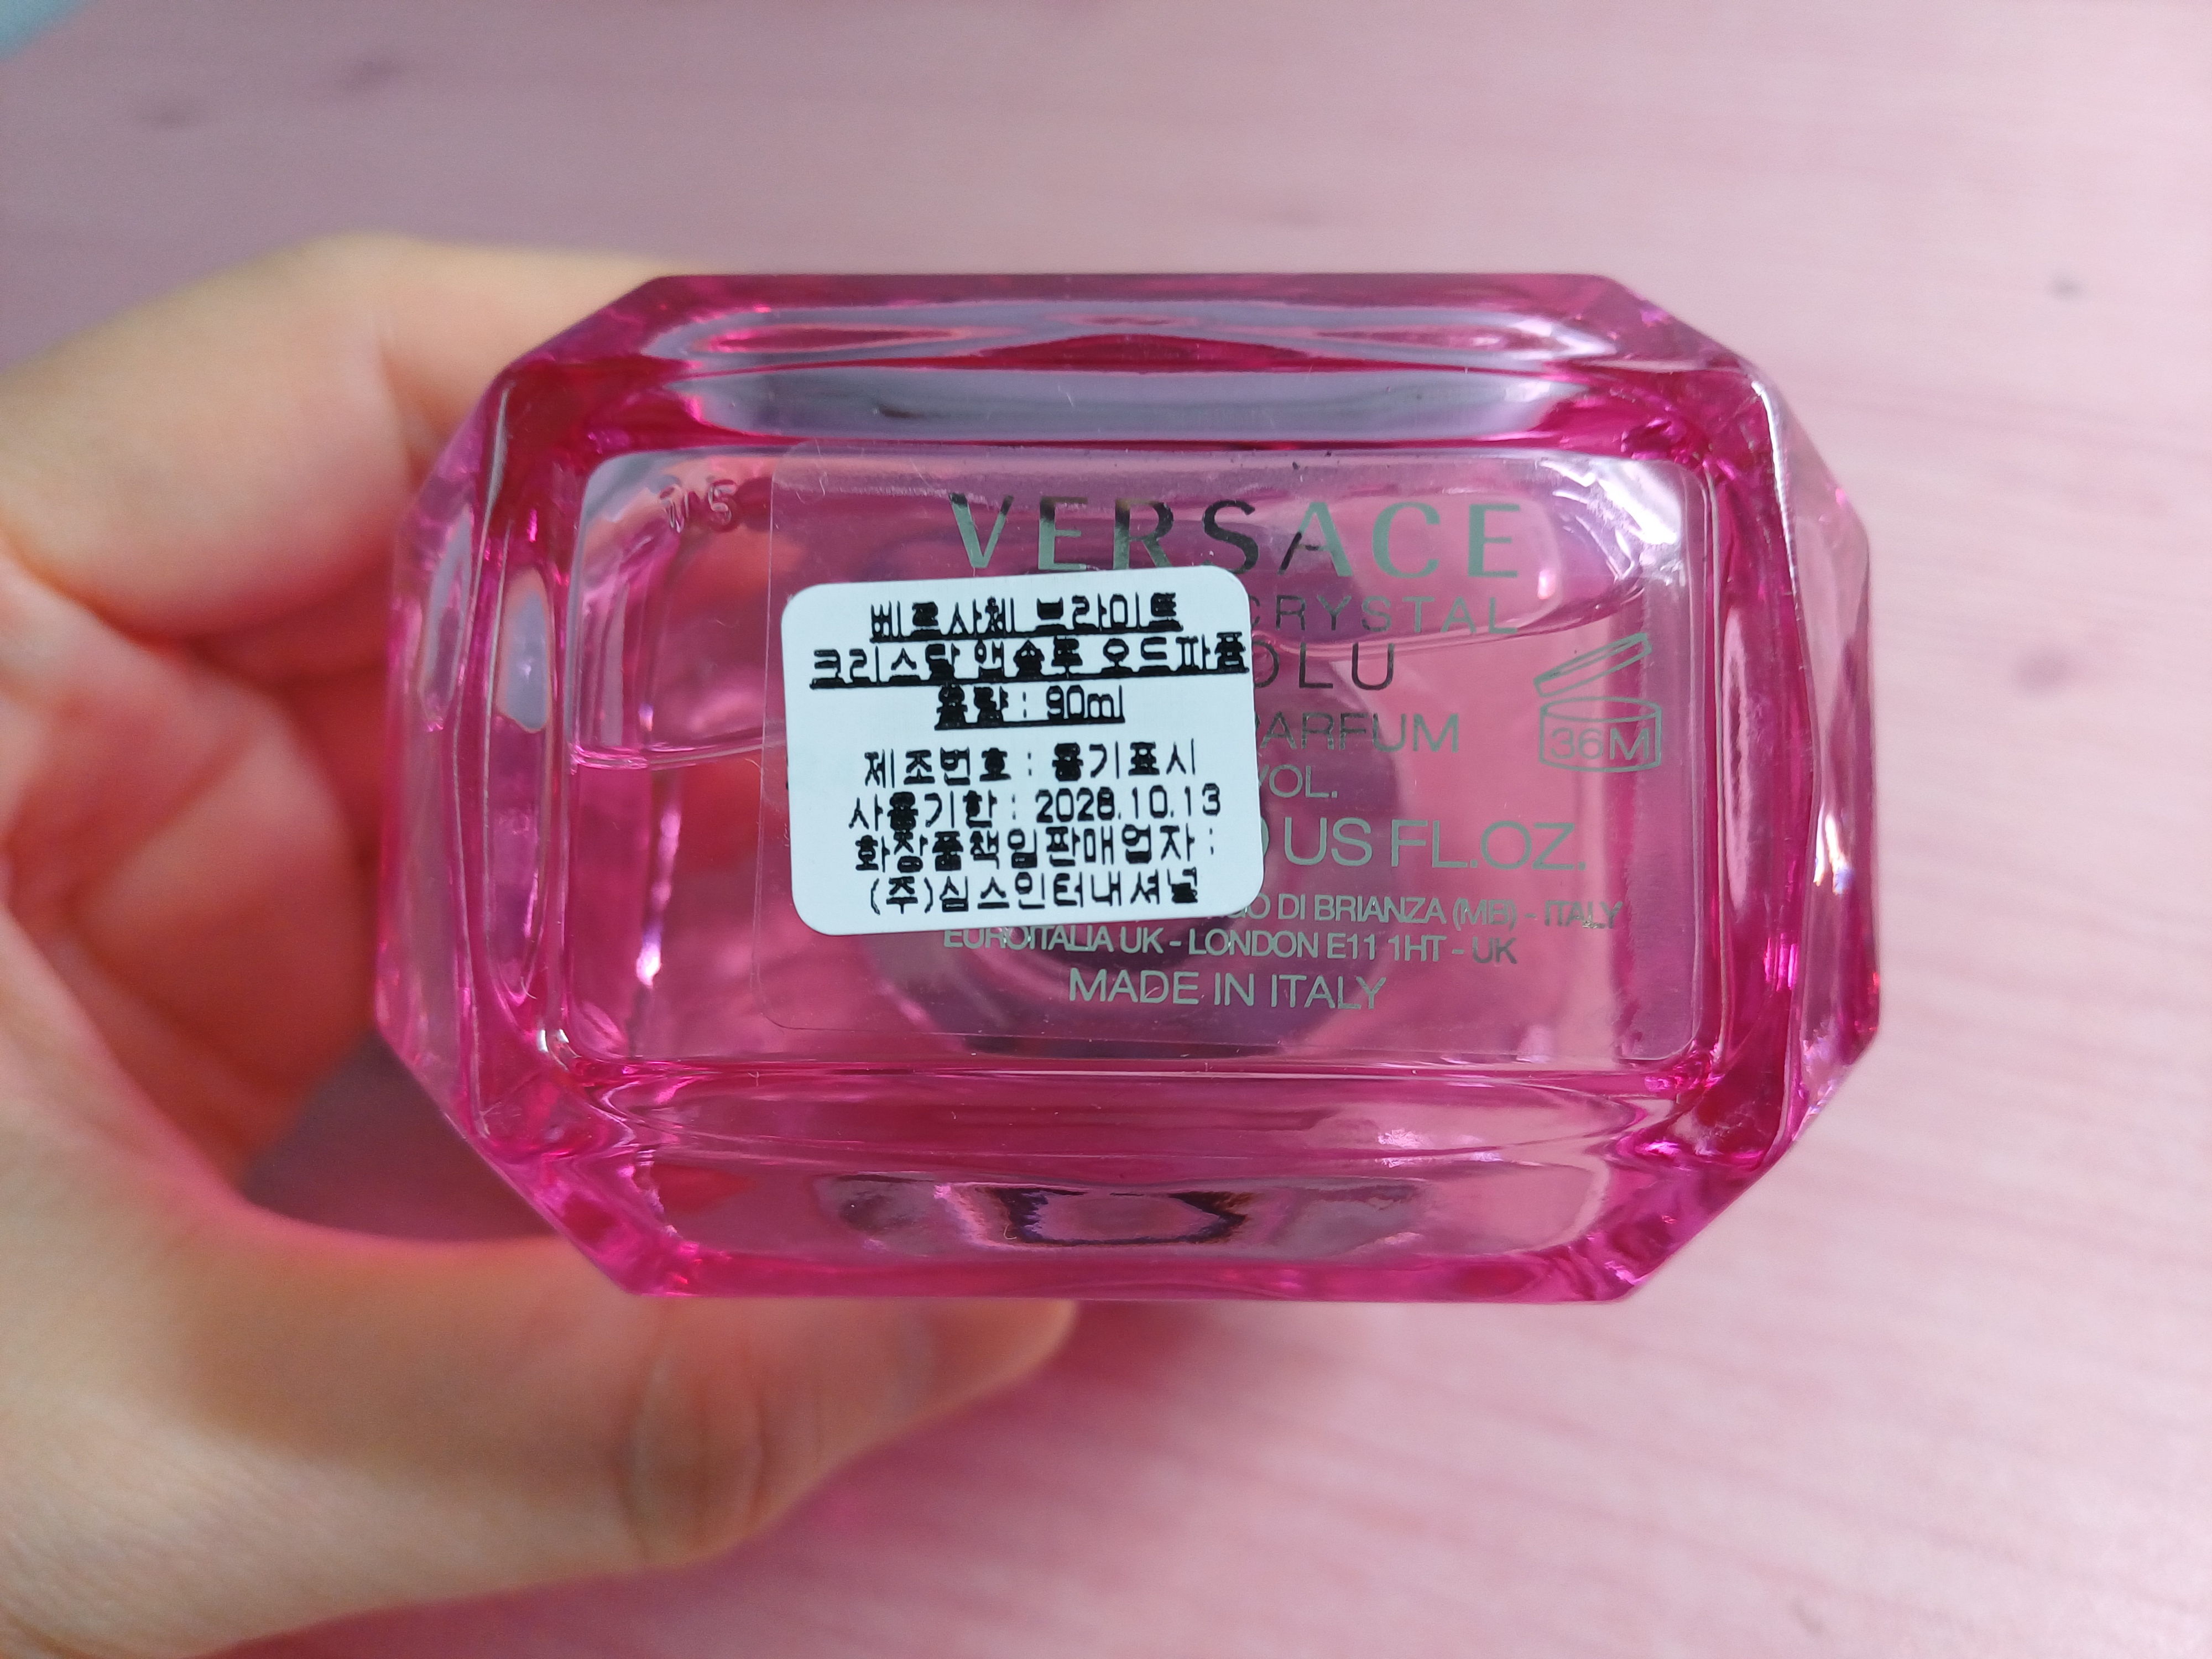 VERSACE
CRYSTAL
OLU
PARFUM
VOL.
US FL.OZ.
GO DI BRIANZA (MB) - ITALY
EUROITALIA UK - LONDON E11 1HT - UK
MADE IN ITALY
36M
베르사체 브라이트
크리스탈 앱솔루 오드퍄퓸
용량 : 90ml
제조번호 : 용기표시
사용기한 : 2028.10.13
화장품책임판매업자 :
(주)심스인터내셔널